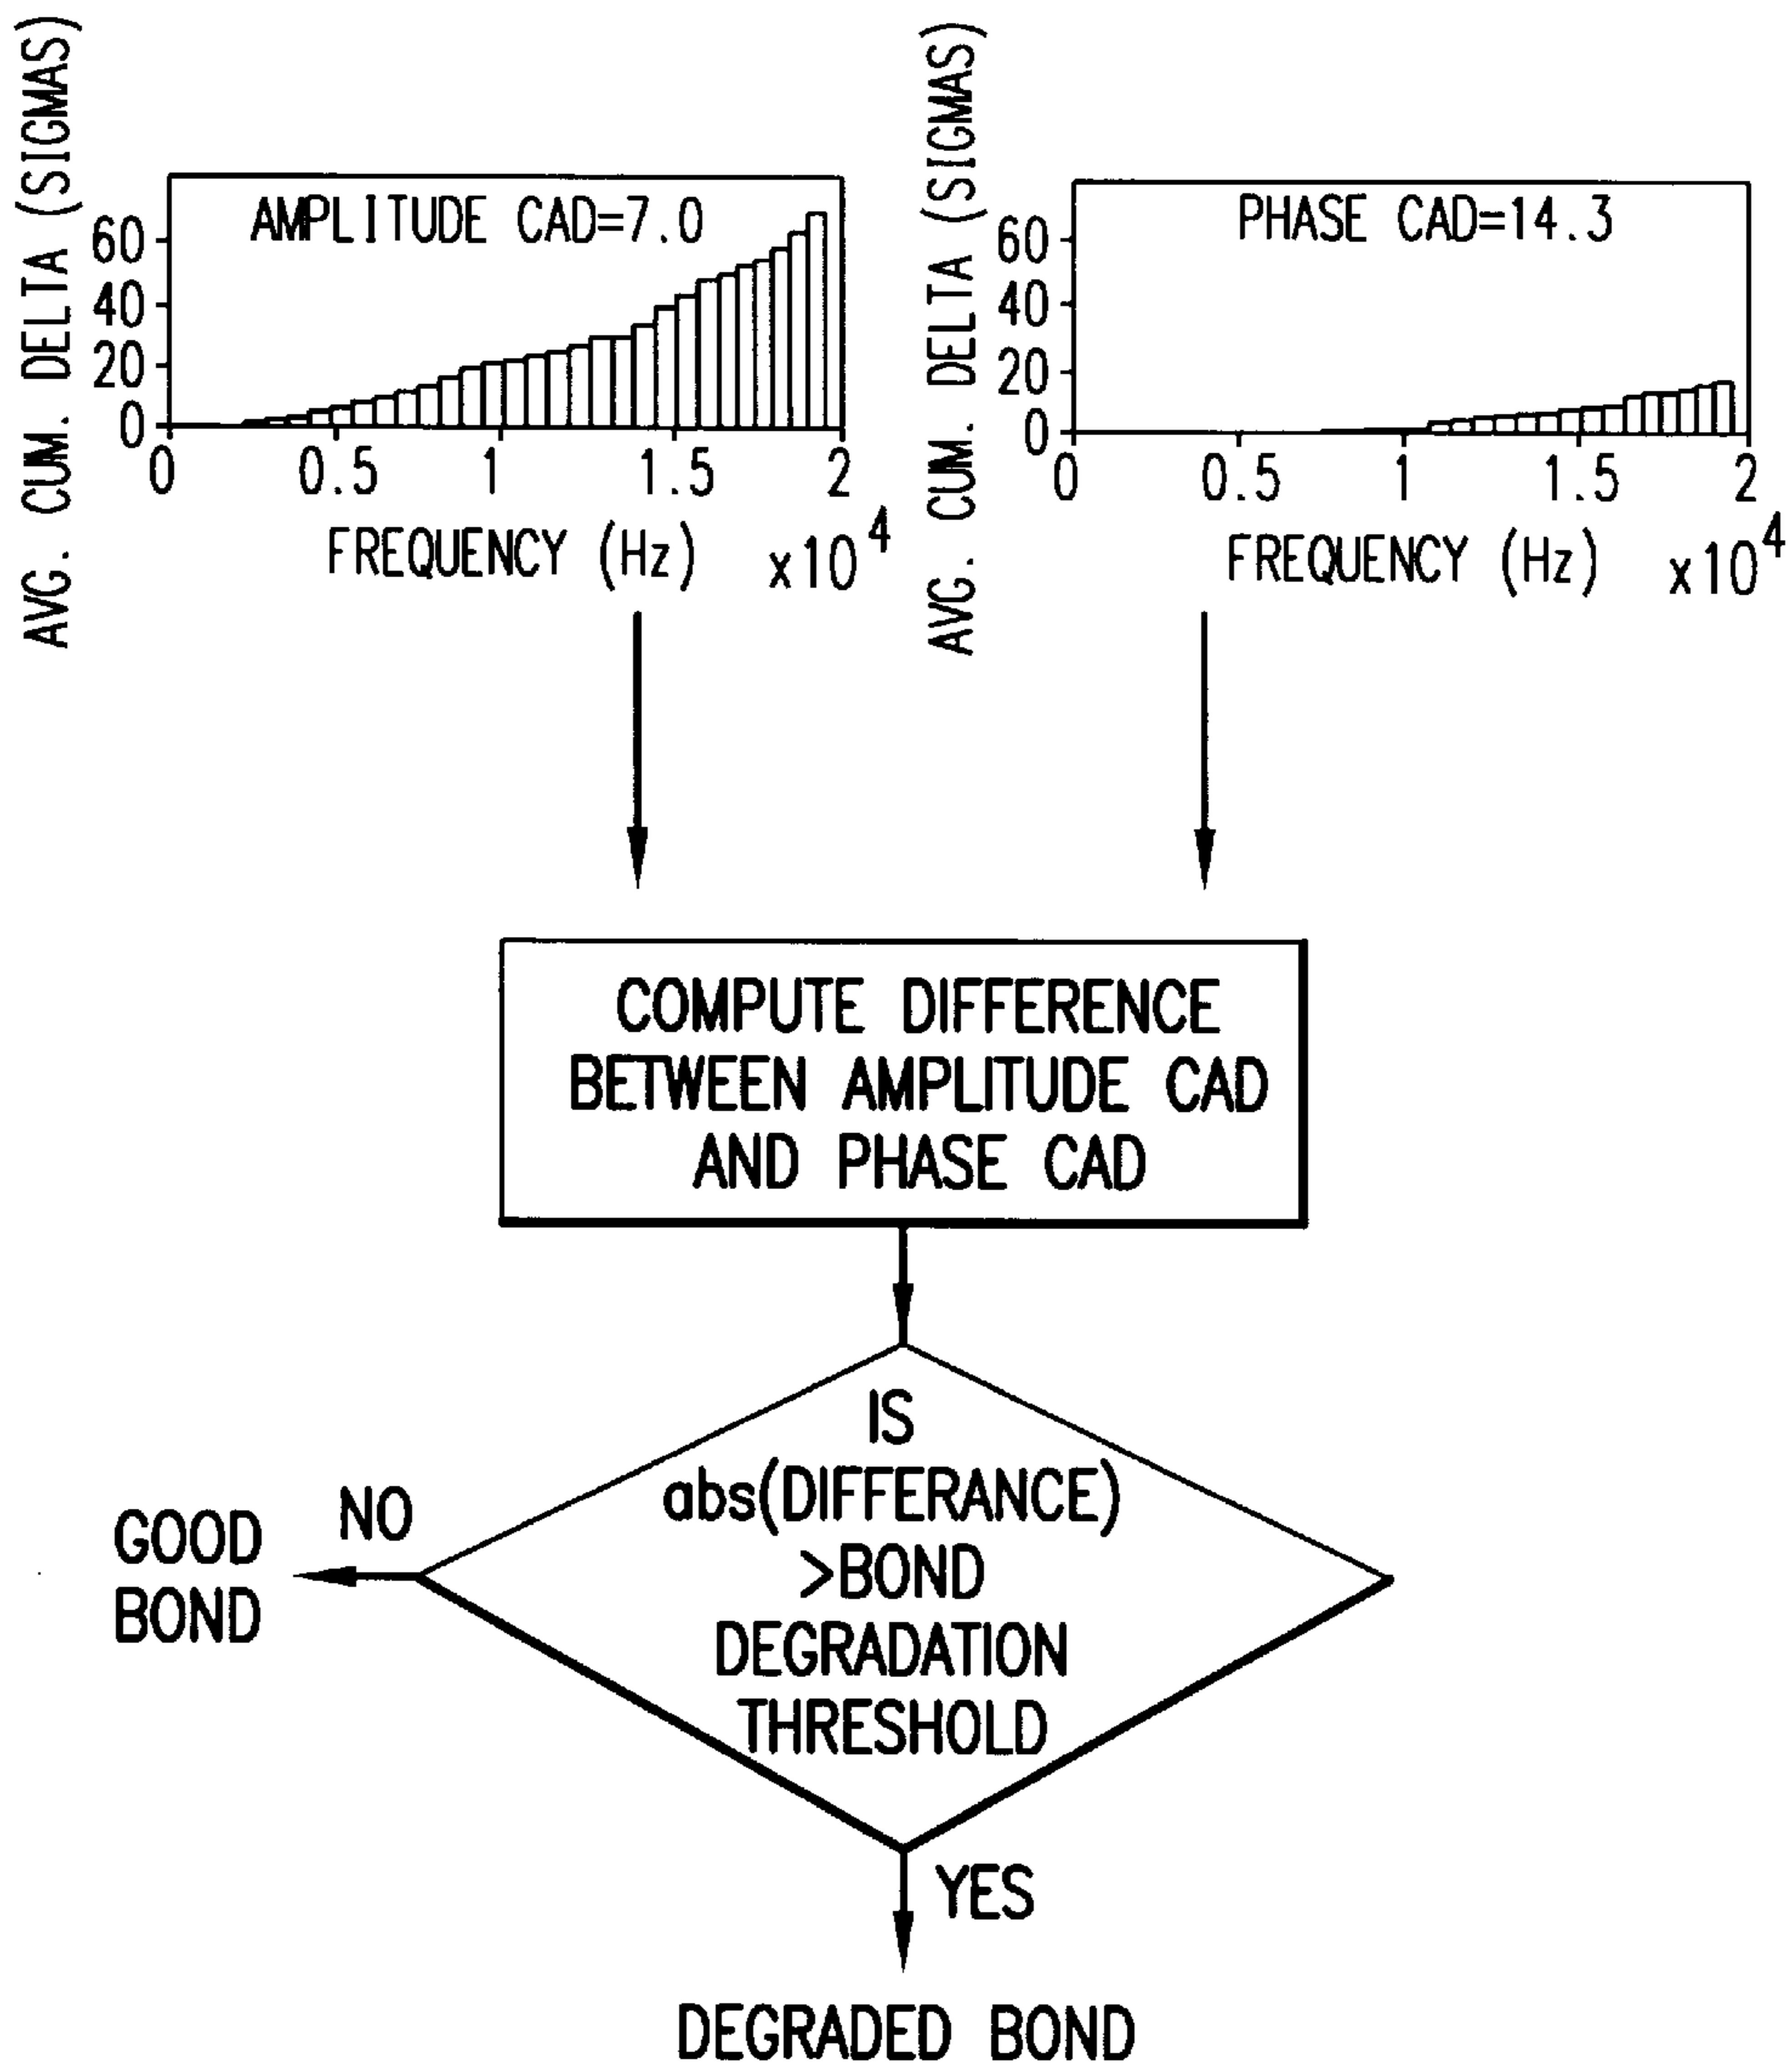 AVG. CUM. DELTA (SIGMAS)
AMPLITUDE CAD=7.0
60
40
20
0
0 0.5 1 1.5 2
FREQUENCY (Hz) x10^4
AVG. CUM. DELTA (SIGMAS)
PHASE CAD=14.3
60
40
20
0
0 0.5 1 1.5 2
FREQUENCY (Hz) x10^4
COMPUTE DIFFERENCE
BETWEEN AMPLITUDE CAD
AND PHASE CAD
IS
abs(DIFFERANCE)
>BOND
DEGRADATION
THRESHOLD
NO
GOOD
BOND
YES
DEGRADED BOND